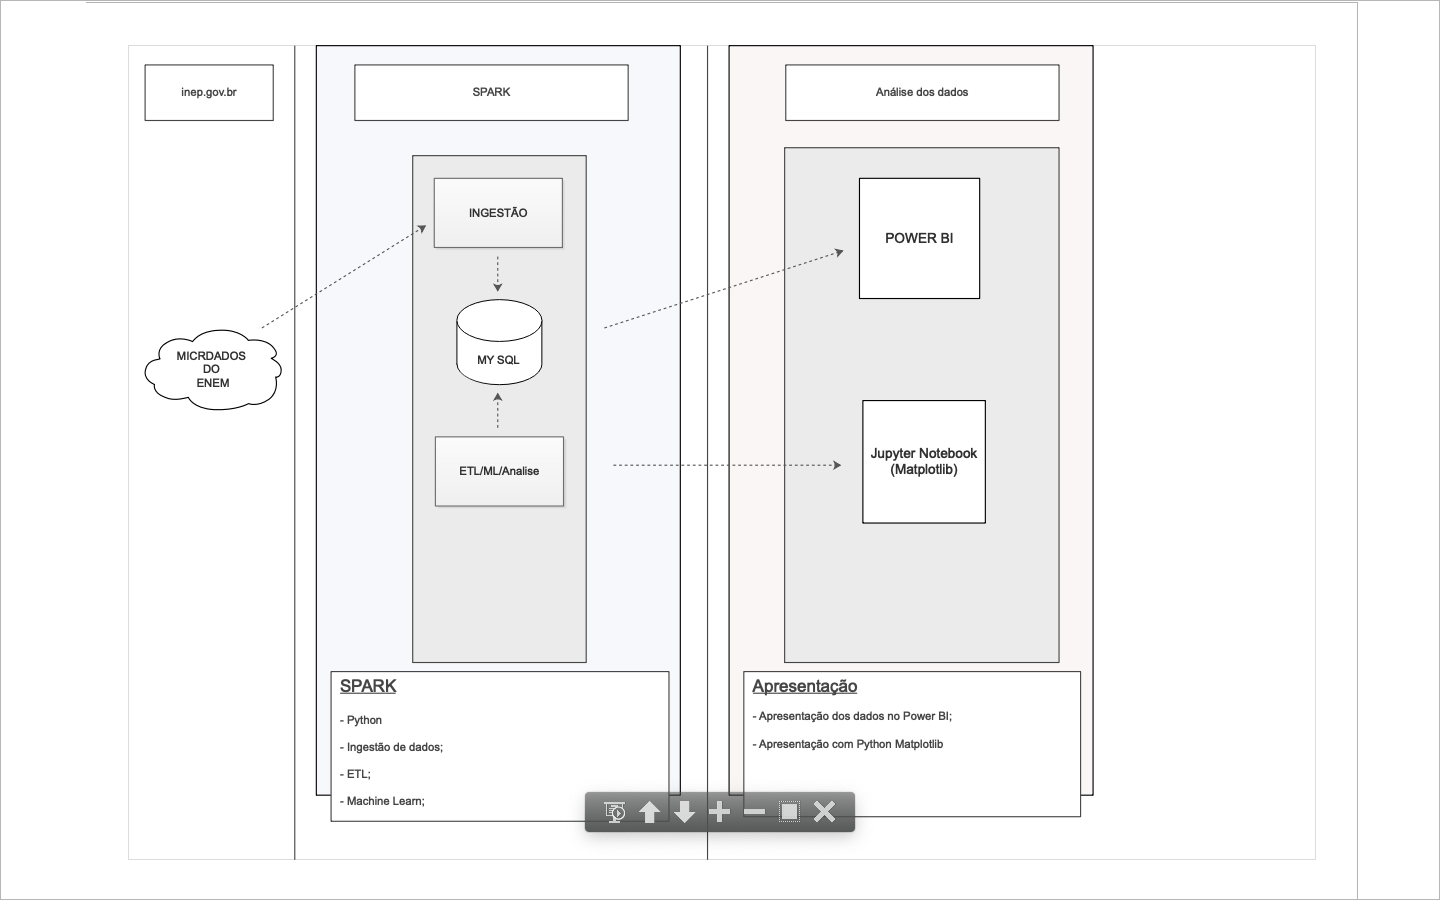 inep.gov.br
SPARK
Análise dos dados
INGESTÃO
POWER BI
MICRDADOS
DO
ENEM
MY SQL
ETL/ML/Analise
Jupyter Notebook
(Matplotlib)
SPARK
- Python
- Ingestão de dados;
- ETL;
- Machine Learn;
Apresentação
- Apresentação dos dados no Power BI;
- Apresentação com Python Matplotlib